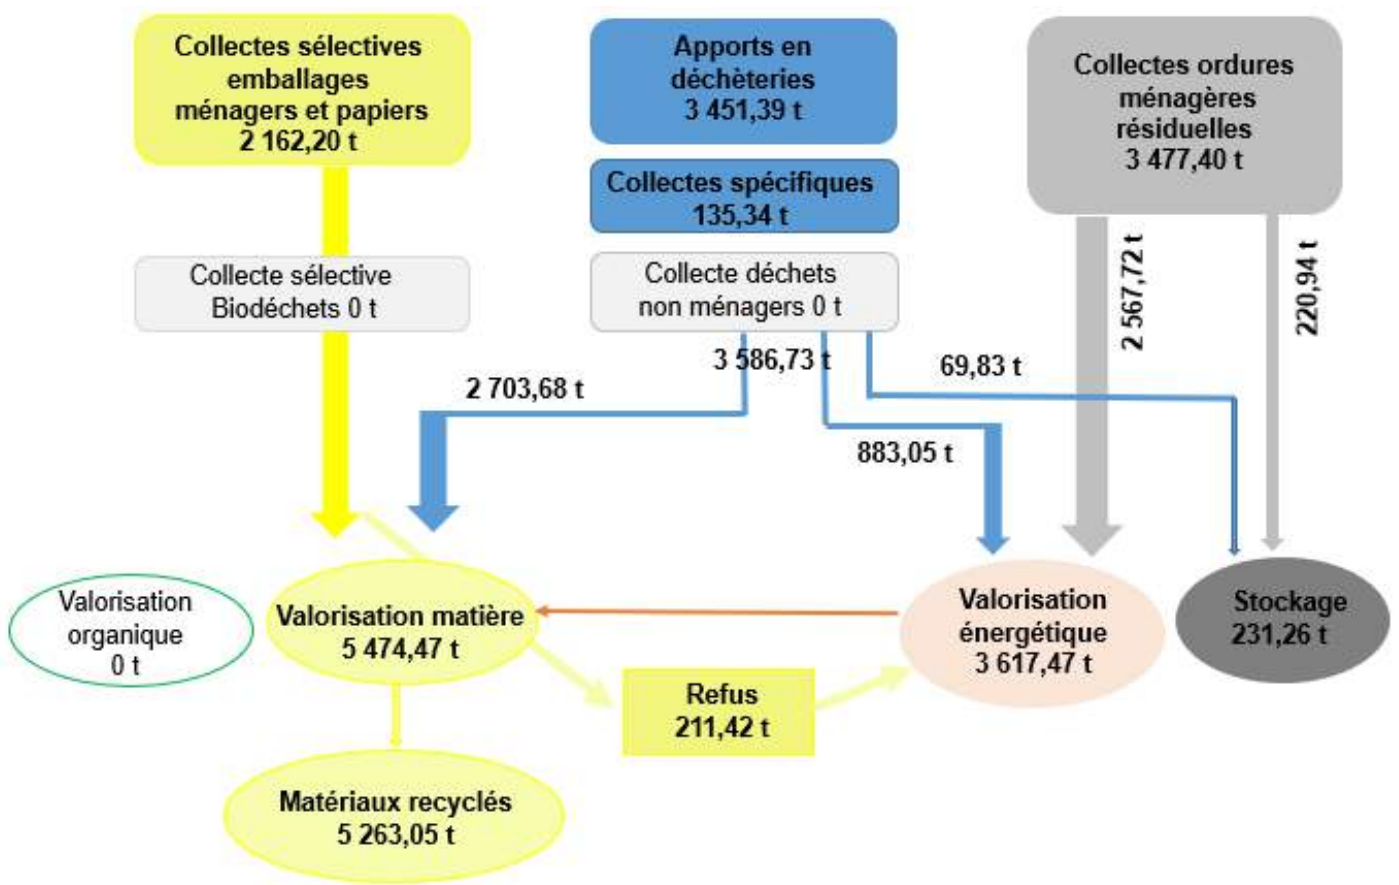 Collectes sélectives
emballages
ménagers et papiers
2 162,20 t
Apports en
déchèteries
3 451,39 t
Collectes ordures
ménagères
résiduelles
3 477,40 t
Collectes spécifiques
135,34 t
Collecte sélective
Biodéchets 0 t
Collecte déchets
non ménagers 0 t
2 567,72 t
220,94 t
3 586,73 t
2 703,68 t
69,83 t
883,05 t
Valorisation
organique
0 t
Valorisation matière
5 474,47 t
Valorisation
énergétique
3 617,47 t
Stockage
231,26 t
Refus
211,42 t
Matériaux recyclés
5 263,05 t